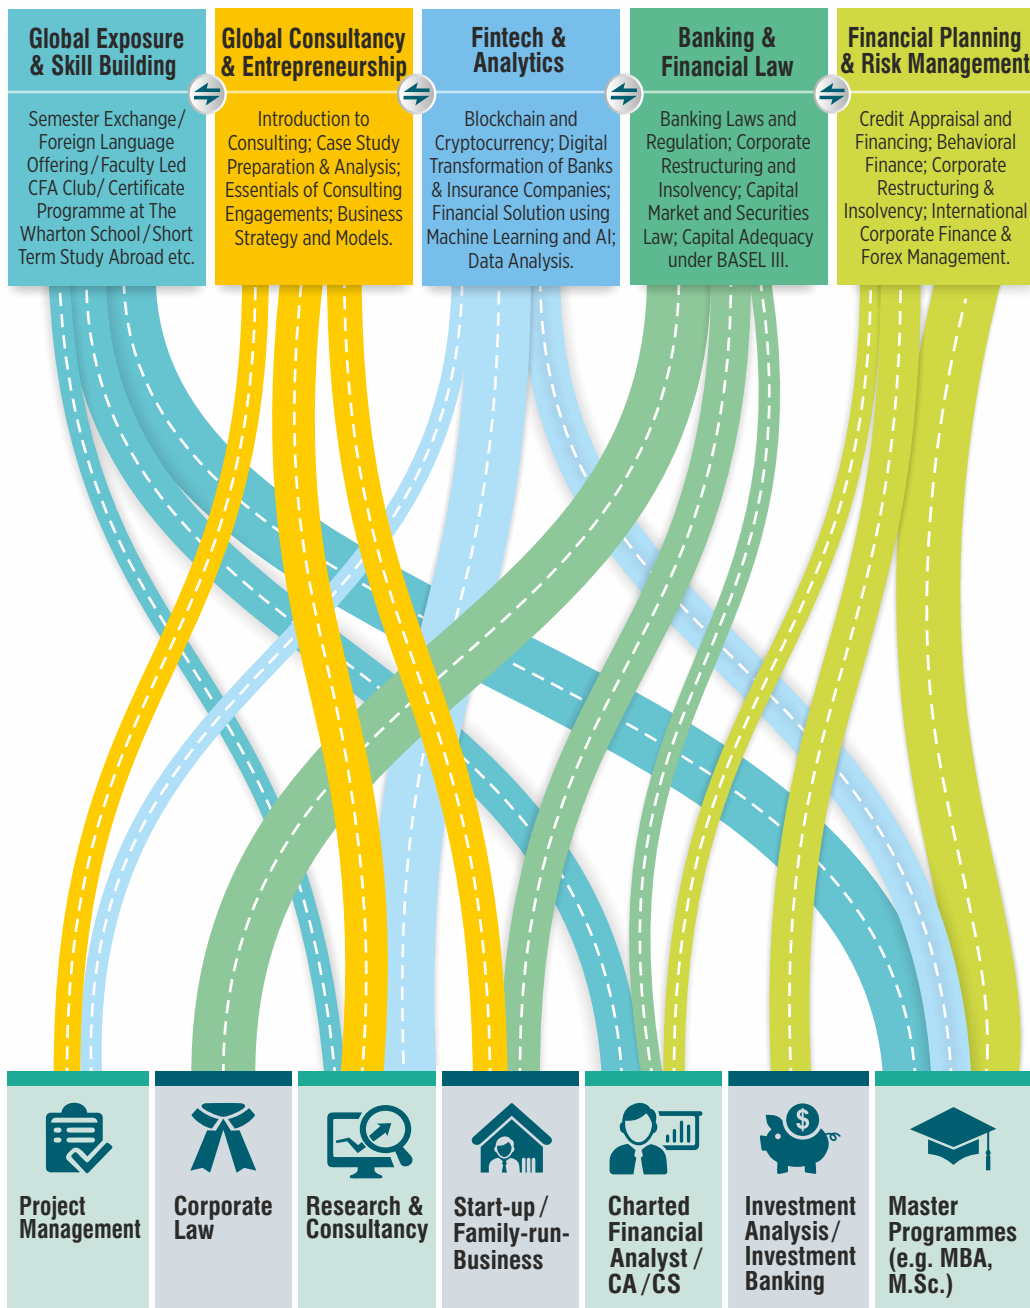 Global Exposure
& Skill Building
Semester Exchange/
Foreign Language
Offering/Faculty Led
CFA Club/ Certificate
Programme at The
Wharton School/Short
Term Study Abroad etc.
Global Consultancy
& Entrepreneurship
Introduction to
Consulting; Case Study
Preparation & Analysis;
Essentials of Consulting
Engagements; Business
Strategy and Models.
Fintech &
Analytics
Blockchain and
Cryptocurrency; Digital
Transformation of Banks
& Insurance Companies;
Financial Solution using
Machine Learning and AI;
Data Analysis.
Banking &
Financial Law
Banking Laws and
Regulation; Corporate
Restructuring and
Insolvency; Capital
Market and Securities
Law; Capital Adequacy
under BASEL III.
Financial Planning
& Risk Management
Credit Appraisal and
Financing; Behavioral
Finance; Corporate
Restructuring &
Insolvency; International
Corporate Finance &
Forex Management.
$
Project
Management
Corporate
Law
Research &
Consultancy
Start-up/
Family-run-
Business
Charted
Financial
Analyst /
CA/CS
Investment
Analysis/
Investment
Banking
Master
Programmes
(e.g. MBA,
M.Sc.)